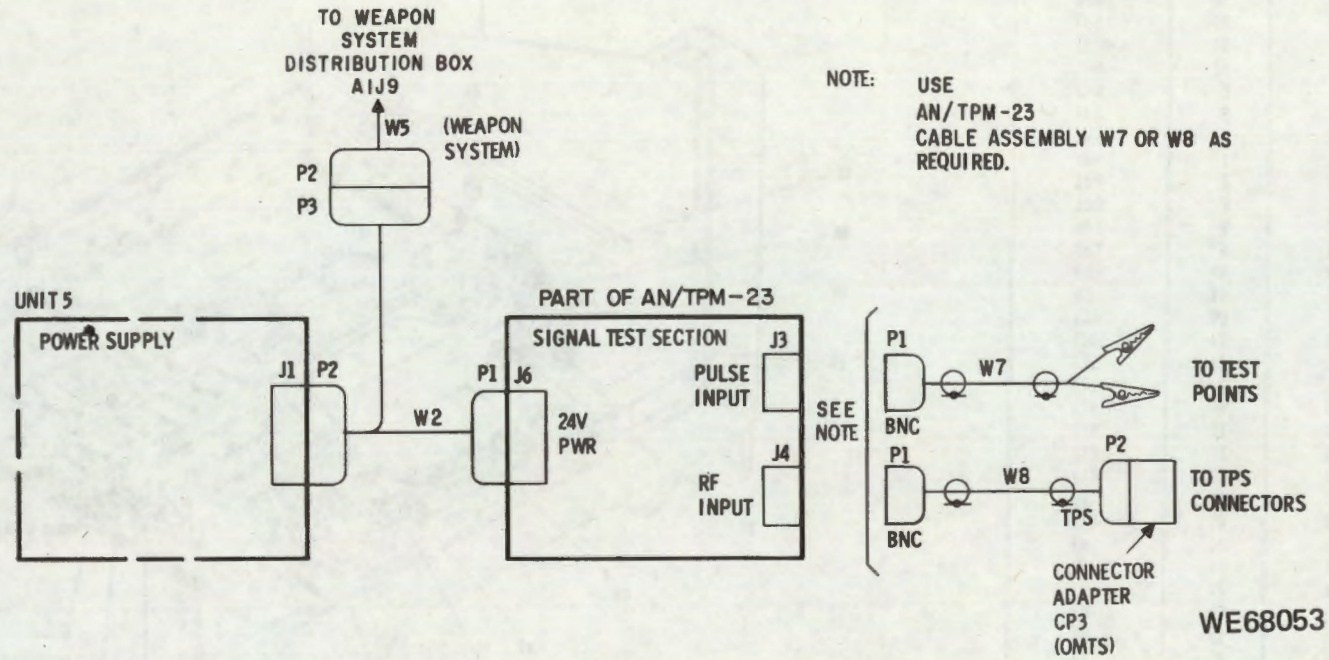 TO WEAPON
SYSTEM
DISTRIBUTION BOX
A1J9
W5
(WEAPON
SYSTEM)
P2
P3
NOTE:
USE
AN/TPM-23
CABLE ASSEMBLY W7 OR W8 AS
REQUIRED.
UNIT 5
POWER SUPPLY
J1
P2
W2
PART OF AN/TPM-23
SIGNAL TEST SECTION
P1
J6
24V
PWR
J3
PULSE
INPUT
J4
RF
INPUT
SEE
NOTE
P1
BNC
W7
TO TEST
POINTS
P1
BNC
W8
TPS
P2
TO TPS
CONNECTORS
CONNECTOR
ADAPTER
CP3
(OMTS)
WE68053